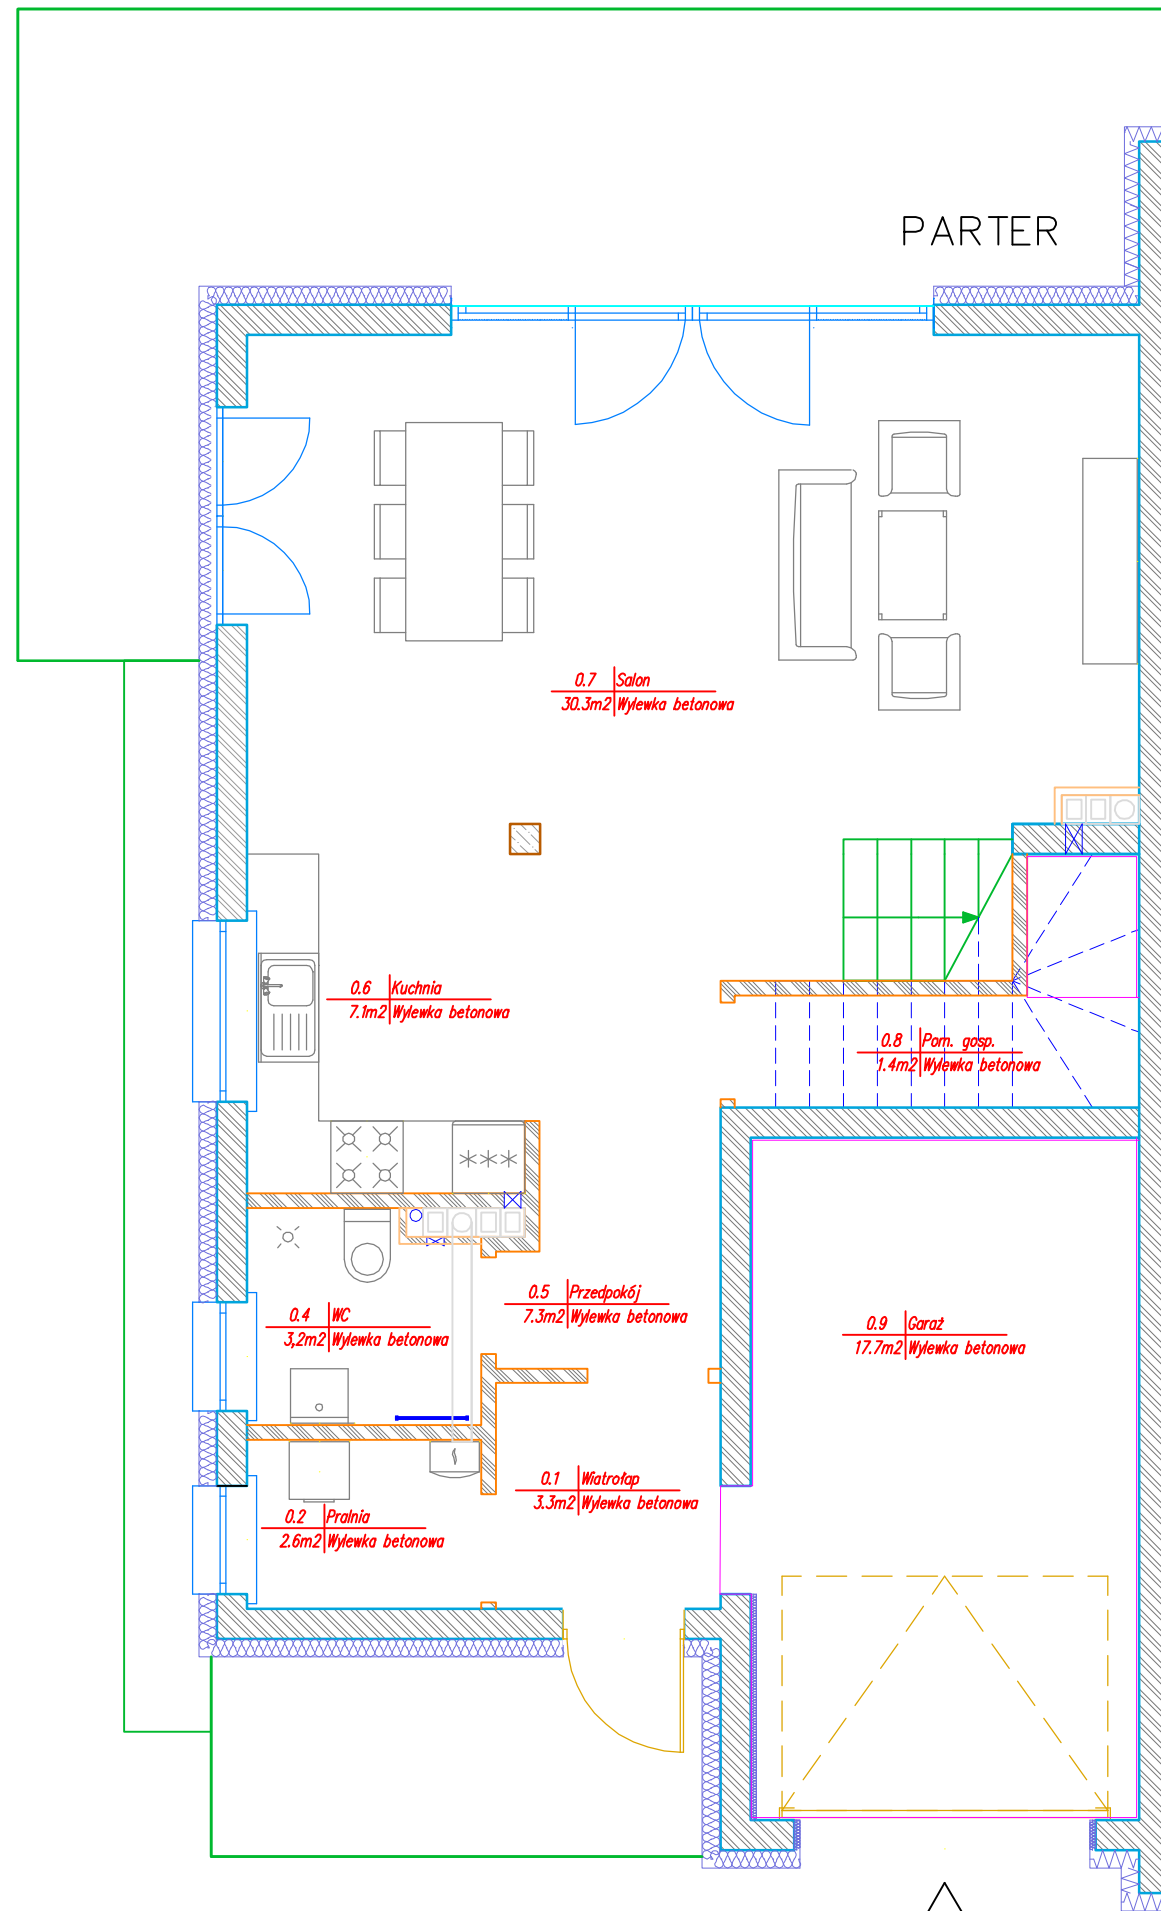 PARTER
0.7 Salon
30.3m2 Wylewka betonowa
0.6 Kuchnia
7.1m2 Wylewka betonowa
0.8 Pom. gosp.
1.4m2 Wylewka betonowa
0.5 Przedpokój
7.3m2 Wylewka betonowa
0.4 WC
3,2m2 Wylewka betonowa
0.9 Garaż
17.7m2 Wylewka betonowa
0.1 Wiatrołap
3.3m2 Wylewka betonowa
0.2 Pralnia
2.6m2 Wylewka betonowa